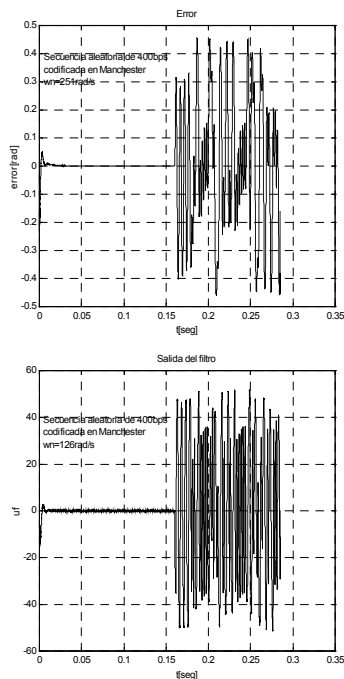 Error
0.5
0.4
0.3
0.2
0.1
0
-0.1
-0.2
-0.3
-0.4
-0.5
error[rad]
Secuencia aleatoria de 400bps
codificada en Manchester
wn=251rad/s
0 0.05 0.1 0.15 0.2 0.25 0.3 0.35
t[seg]
Salida del filtro
60
40
20
0
-20
-40
-60
uf
Secuencia aleatoria de 400bps
codificada en Manchester
wn=126rad/s
0 0.05 0.1 0.15 0.2 0.25 0.3 0.35
t[seg]